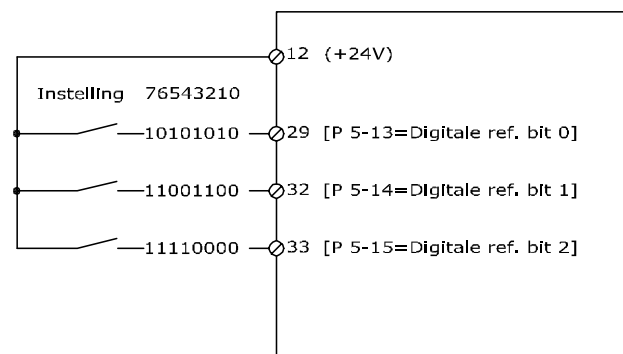 12 (+24V)
Instelling 76543210
10101010 29 [P 5-13=Digitale ref. bit 0]
11001100 32 [P 5-14=Digitale ref. bit 1]
11110000 33 [P 5-15=Digitale ref. bit 2]